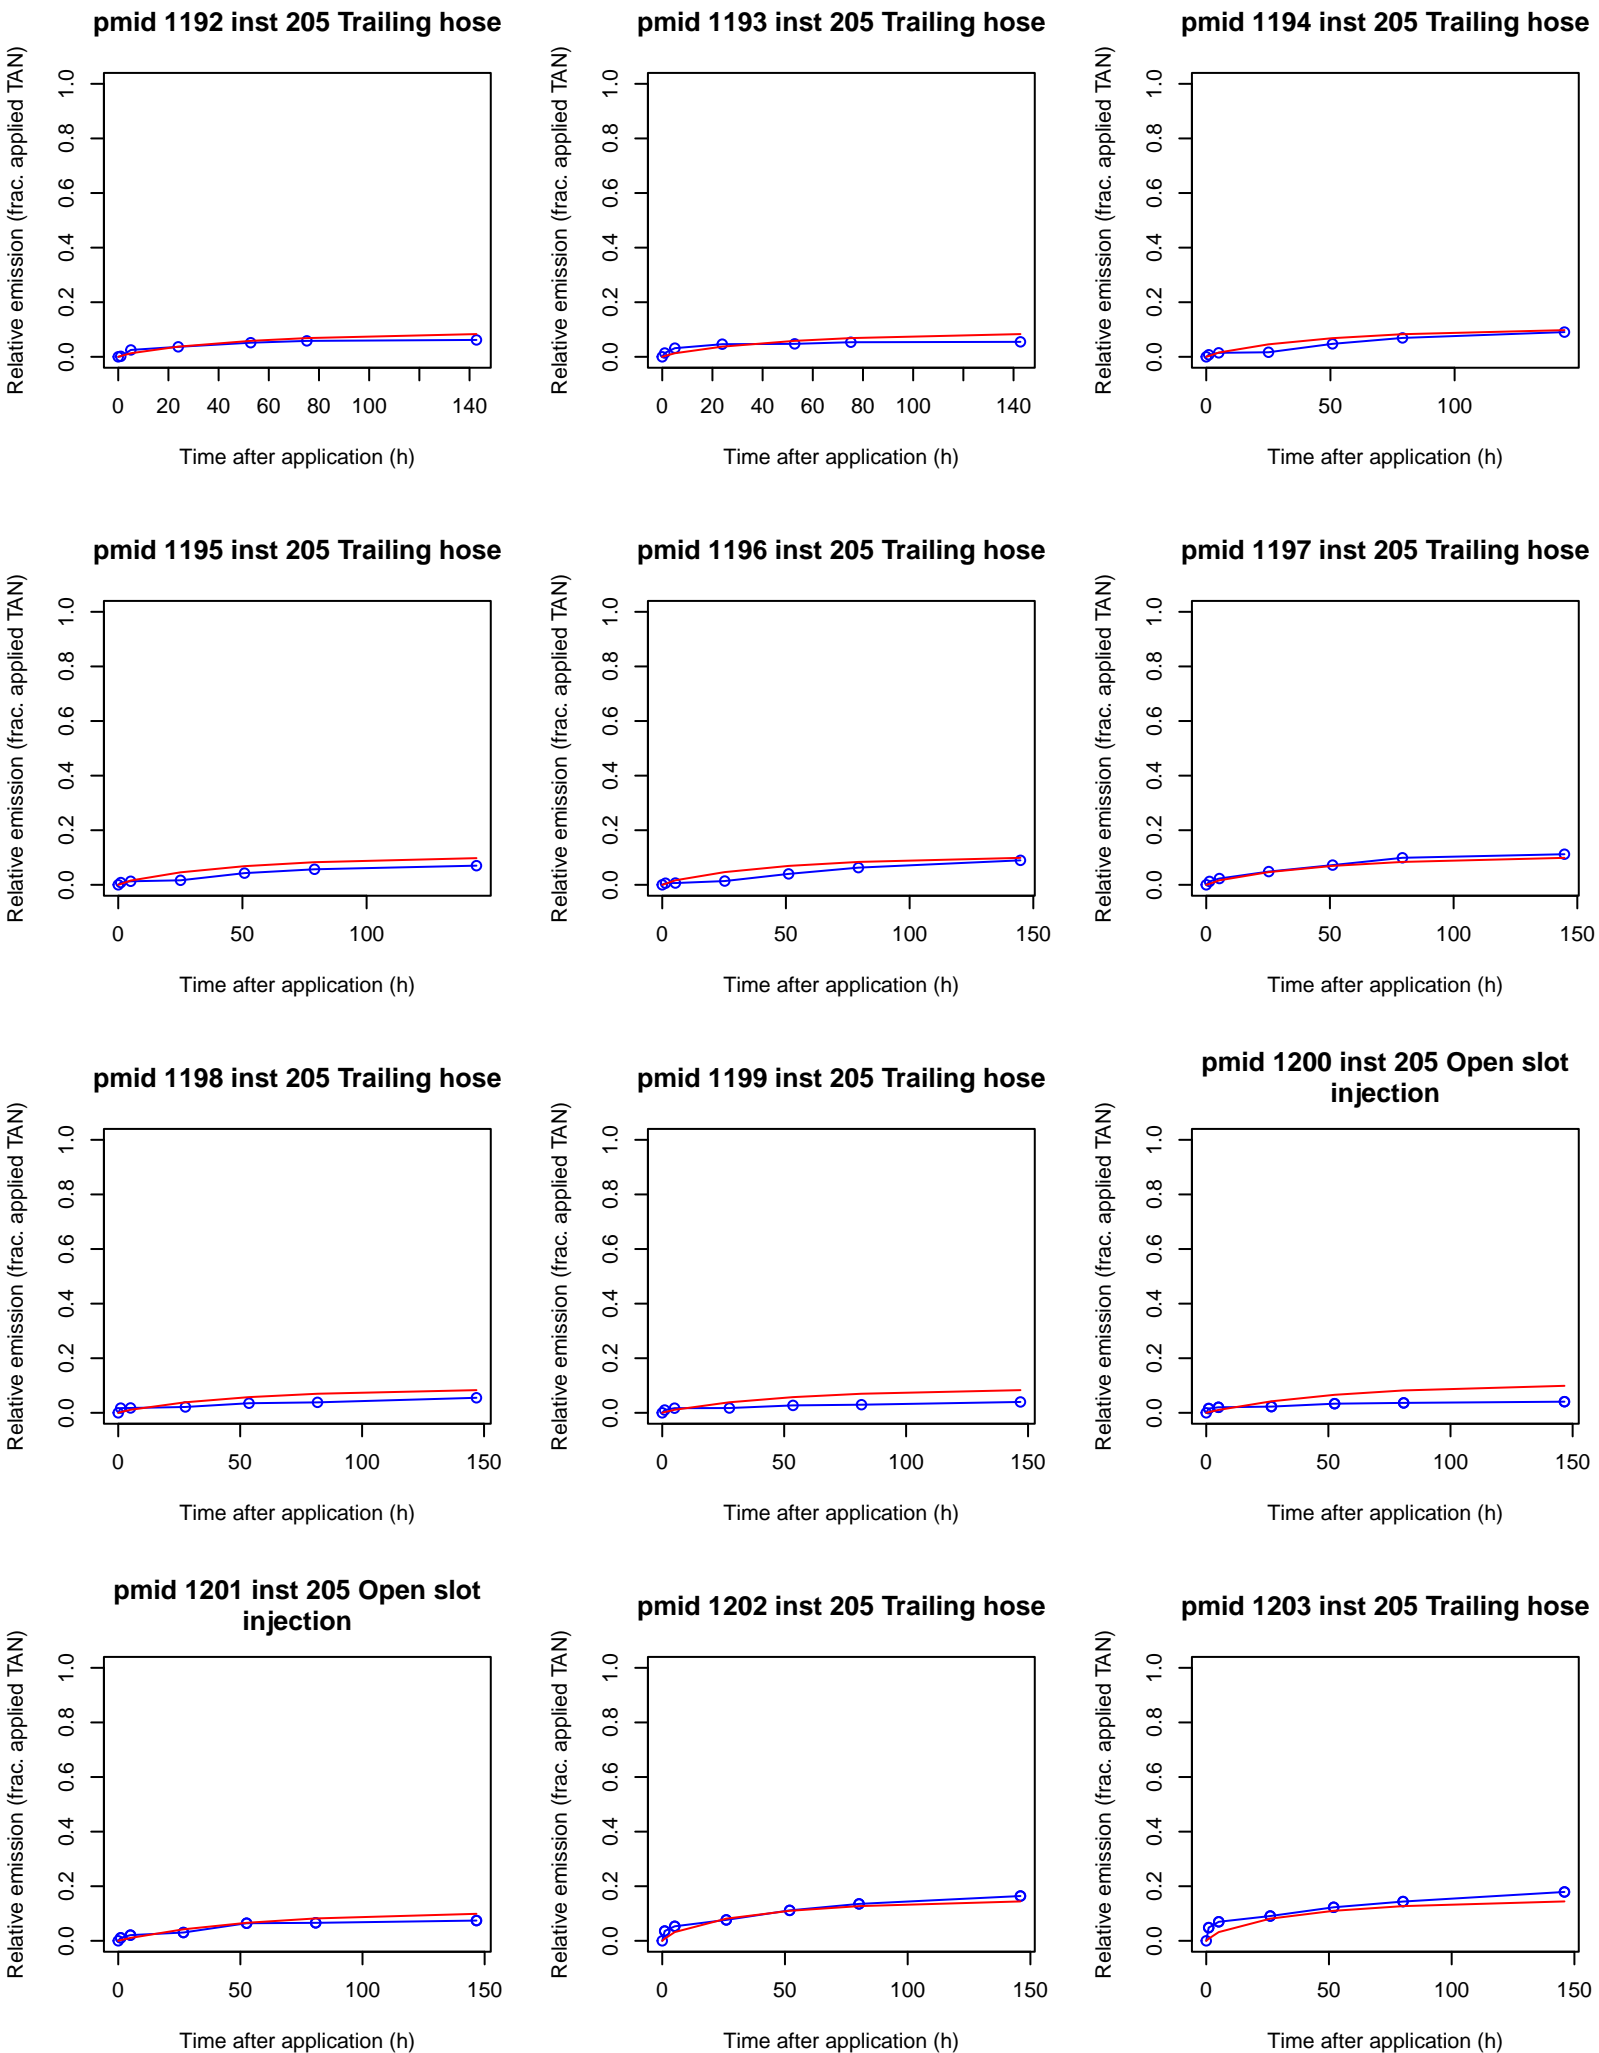 pmid 1192 inst 205 Trailing hose
Relative emission (frac. applied TAN)
1.0
0.8
0.6
0.4
0.2
0.0
0 20 40 60 80 100 140
Time after application (h)
pmid 1193 inst 205 Trailing hose
Relative emission (frac. applied TAN)
1.0
0.8
0.6
0.4
0.2
0.0
0 20 40 60 80 100 140
Time after application (h)
pmid 1194 inst 205 Trailing hose
Relative emission (frac. applied TAN)
1.0
0.8
0.6
0.4
0.2
0.0
0 50 100
Time after application (h)
pmid 1195 inst 205 Trailing hose
Relative emission (frac. applied TAN)
1.0
0.8
0.6
0.4
0.2
0.0
0 50 100
Time after application (h)
pmid 1196 inst 205 Trailing hose
Relative emission (frac. applied TAN)
1.0
0.8
0.6
0.4
0.2
0.0
0 50 100 150
Time after application (h)
pmid 1197 inst 205 Trailing hose
Relative emission (frac. applied TAN)
1.0
0.8
0.6
0.4
0.2
0.0
0 50 100 150
Time after application (h)
pmid 1198 inst 205 Trailing hose
Relative emission (frac. applied TAN)
1.0
0.8
0.6
0.4
0.2
0.0
0 50 100 150
Time after application (h)
pmid 1199 inst 205 Trailing hose
Relative emission (frac. applied TAN)
1.0
0.8
0.6
0.4
0.2
0.0
0 50 100 150
Time after application (h)
pmid 1200 inst 205 Open slot
injection
Relative emission (frac. applied TAN)
1.0
0.8
0.6
0.4
0.2
0.0
0 50 100 150
Time after application (h)
pmid 1201 inst 205 Open slot
injection
Relative emission (frac. applied TAN)
1.0
0.8
0.6
0.4
0.2
0.0
0 50 100 150
Time after application (h)
pmid 1202 inst 205 Trailing hose
Relative emission (frac. applied TAN)
1.0
0.8
0.6
0.4
0.2
0.0
0 50 100 150
Time after application (h)
pmid 1203 inst 205 Trailing hose
Relative emission (frac. applied TAN)
1.0
0.8
0.6
0.4
0.2
0.0
0 50 100 150
Time after application (h)